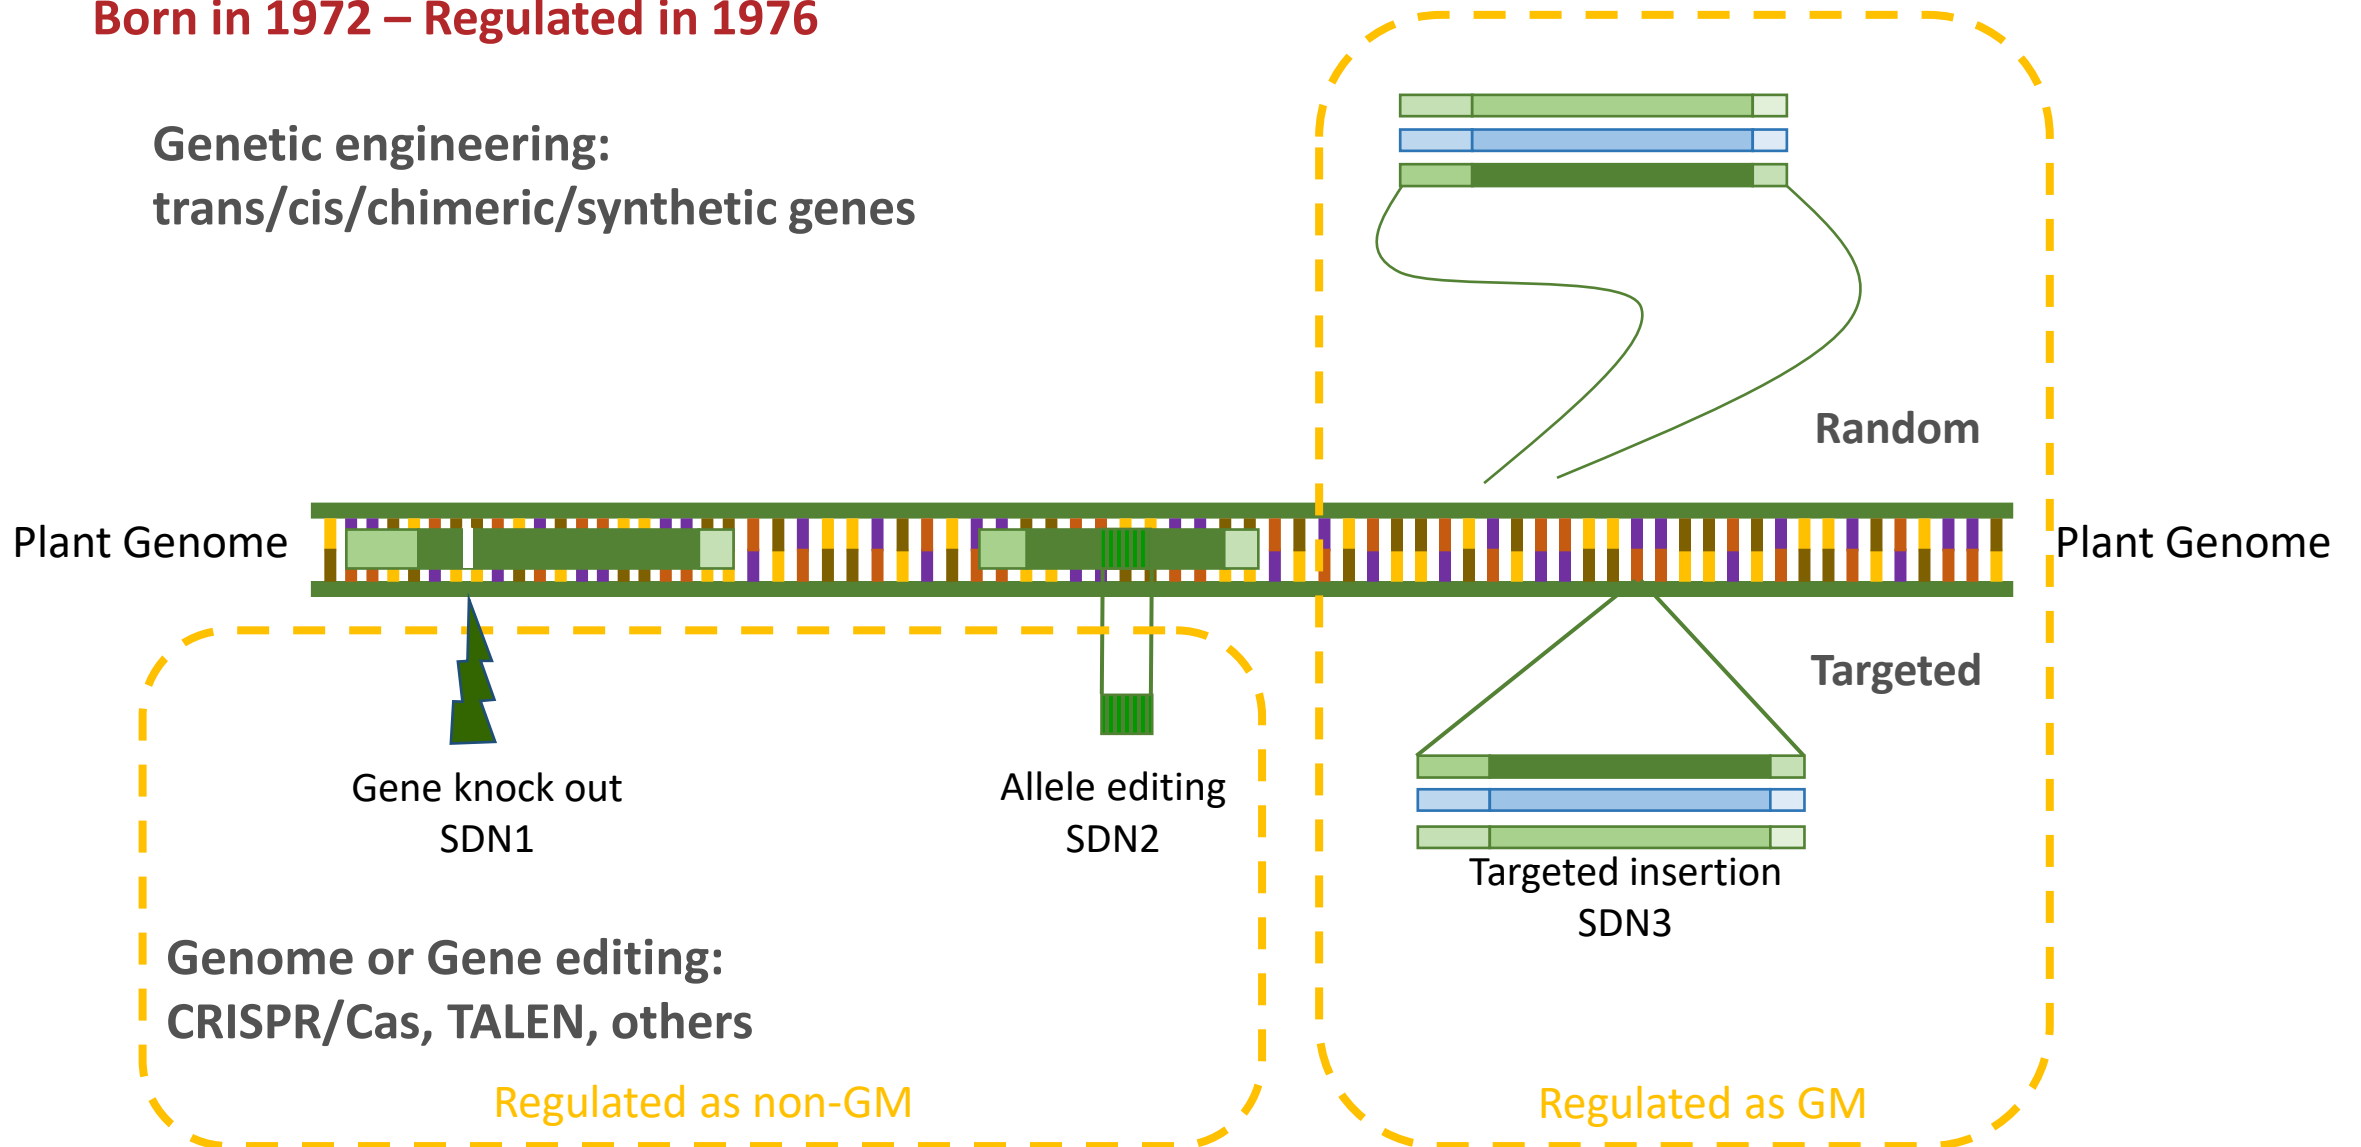 Born in 1972 – Regulated in 1976
Genetic engineering:
trans/cis/chimeric/synthetic genes
Random
Plant Genome
Plant Genome
Targeted
Gene knock out
SDN1
Allele editing
SDN2
Targeted insertion
SDN3
Genome or Gene editing:
CRISPR/Cas, TALEN, others
Regulated as non-GM
Regulated as GM